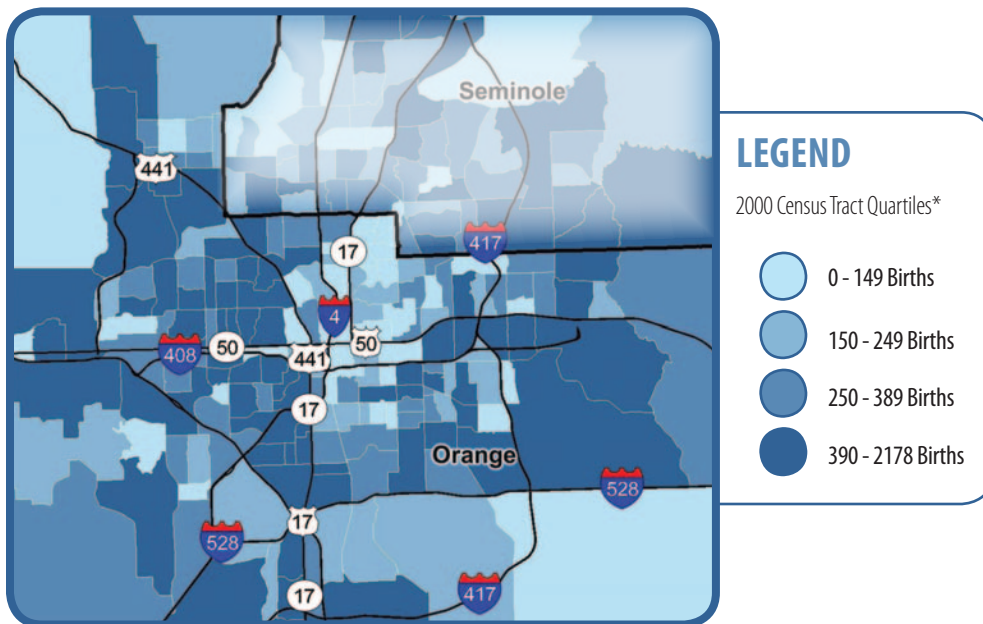 Seminole
441
417
17
4
50
50
408
441
17
Orange
528
17
528
417
17
LEGEND
2000 Census Tract Quartiles*
0 - 149 Births
150 - 249 Births
250 - 389 Births
390 - 2178 Births